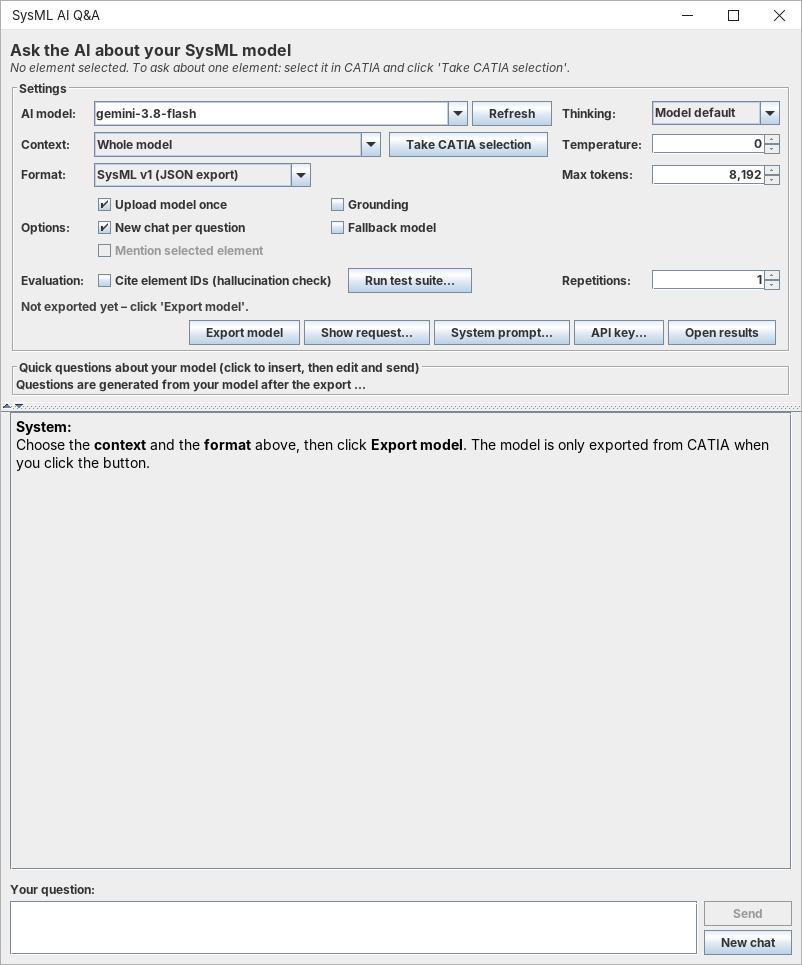 SysML AI Q&A
Ask the AI about your SysML model
No element selected. To ask about one element: select it in CATIA and click 'Take CATIA selection'.
Settings
AI model: gemini-3.8-flash Refresh Thinking: Model default
Context: Whole model Take CATIA selection Temperature: 0
Format: SysML v1 (JSON export) Max tokens: 8,192
Upload model once Grounding
Options: New chat per question Fallback model
Mention selected element
Evaluation: Cite element IDs (hallucination check) Run test suite... Repetitions: 1
Not exported yet – click 'Export model'.
Export model Show request... System prompt... API key... Open results
Quick questions about your model (click to insert, then edit and send)
Questions are generated from your model after the export ...
System:
Choose the context and the format above, then click Export model. The model is only exported from CATIA when
you click the button.
Your question:
Send
New chat